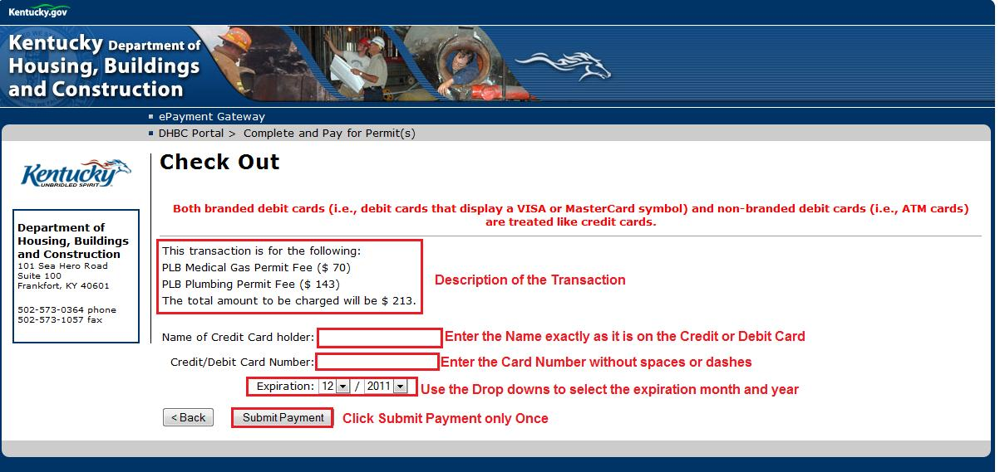 Kentucky.gov
Kentucky Department of
Housing, Buildings
and Construction
ePayment Gateway
DHBC Portal > Complete and Pay for Permit(s)
Kentucky
UNBRIDLED SPIRIT
Check Out
Both branded debit cards (i.e., debit cards that display a VISA or MasterCard symbol) and non-branded debit cards (i.e., ATM cards)
are treated like credit cards.
Department of
Housing, Buildings
and Construction
101 Sea Hero Road
Suite 100
Frankfort, KY 40601
502-573-0364 phone
502-573-1057 fax
This transaction is for the following:
PLB Medical Gas Permit Fee ($ 70)
PLB Plumbing Permit Fee ($ 143)
The total amount to be charged will be $ 213.
Description of the Transaction
Name of Credit Card holder: Enter the Name exactly as it is on the Credit or Debit Card
Credit/Debit Card Number: Enter the Card Number without spaces or dashes
Expiration: 12 / 2011 Use the Drop downs to select the expiration month and year
< Back Submit Payment Click Submit Payment only Once